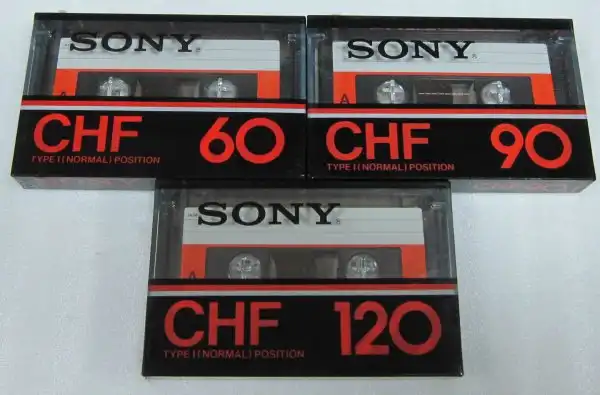 SONY
A
CHF 60
TYPE I (NORMAL) POSITION
SONY
A
CHF 90
TYPE I (NORMAL) POSITION
SONY
A
CHF 120
TYPE I (NORMAL) POSITION